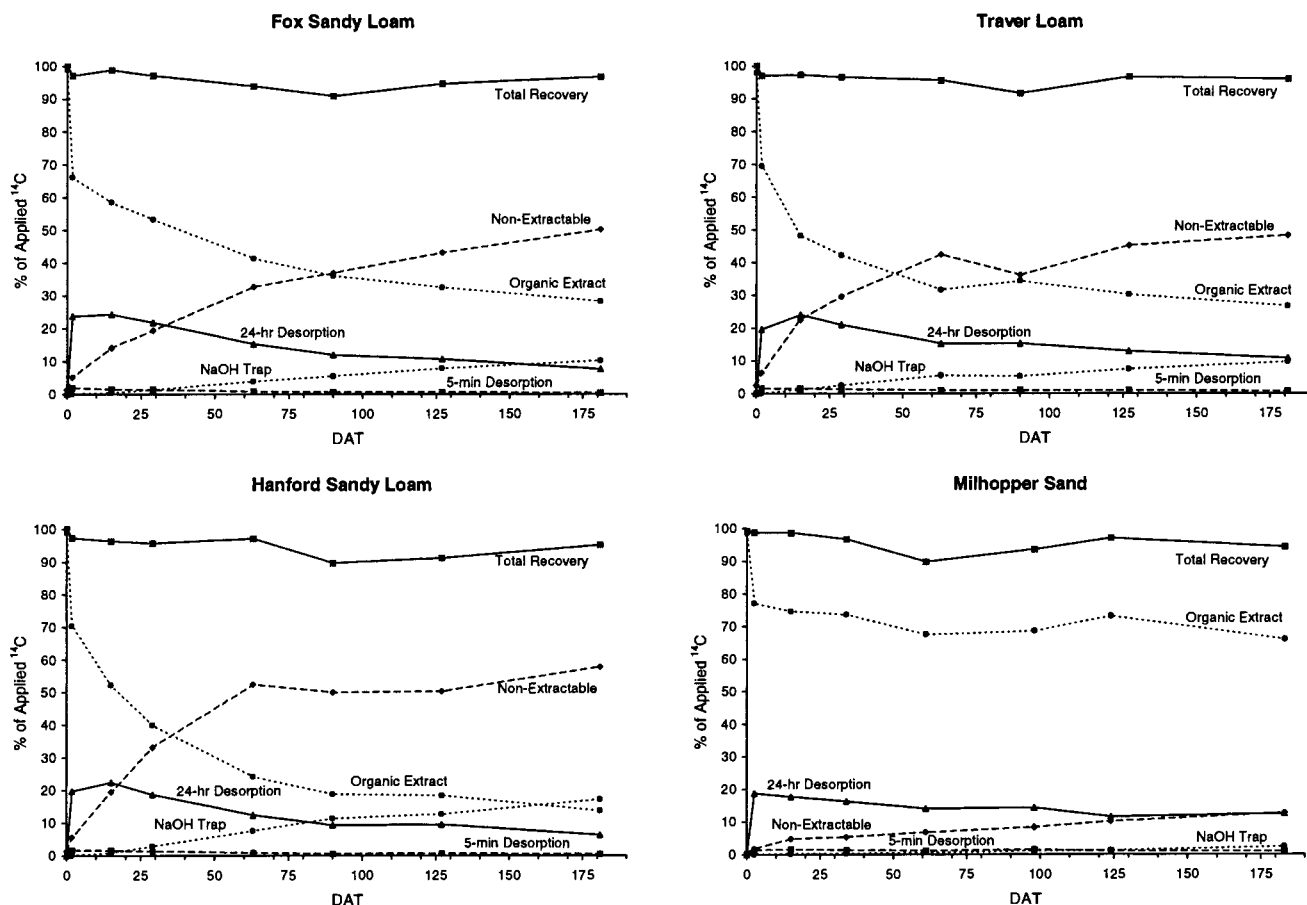 Fox Sandy Loam
% of Applied ¹⁴C
100
90
80
70
60
50
40
30
20
10
0
Total Recovery
Non-Extractable
Organic Extract
24-hr Desorption
NaOH Trap
5-min Desorption
0 25 50 75 100 125 150 175
DAT
Traver Loam
% of Applied ¹⁴C
100
90
80
70
60
50
40
30
20
10
0
Total Recovery
Non-Extractable
Organic Extract
24-hr Desorption
NaOH Trap
5-min Desorption
0 25 50 75 100 125 150 175
DAT
Hanford Sandy Loam
% of Applied ¹⁴C
100
90
80
70
60
50
40
30
20
10
0
Total Recovery
Non-Extractable
Organic Extract
24-hr Desorption
NaOH Trap
5-min Desorption
0 25 50 75 100 125 150 175
DAT
Milhopper Sand
% of Applied ¹⁴C
100
90
80
70
60
50
40
30
20
10
0
Total Recovery
Organic Extract
24-hr Desorption
Non-Extractable
5-min Desorption
NaOH Trap
0 25 50 75 100 125 150 175
DAT